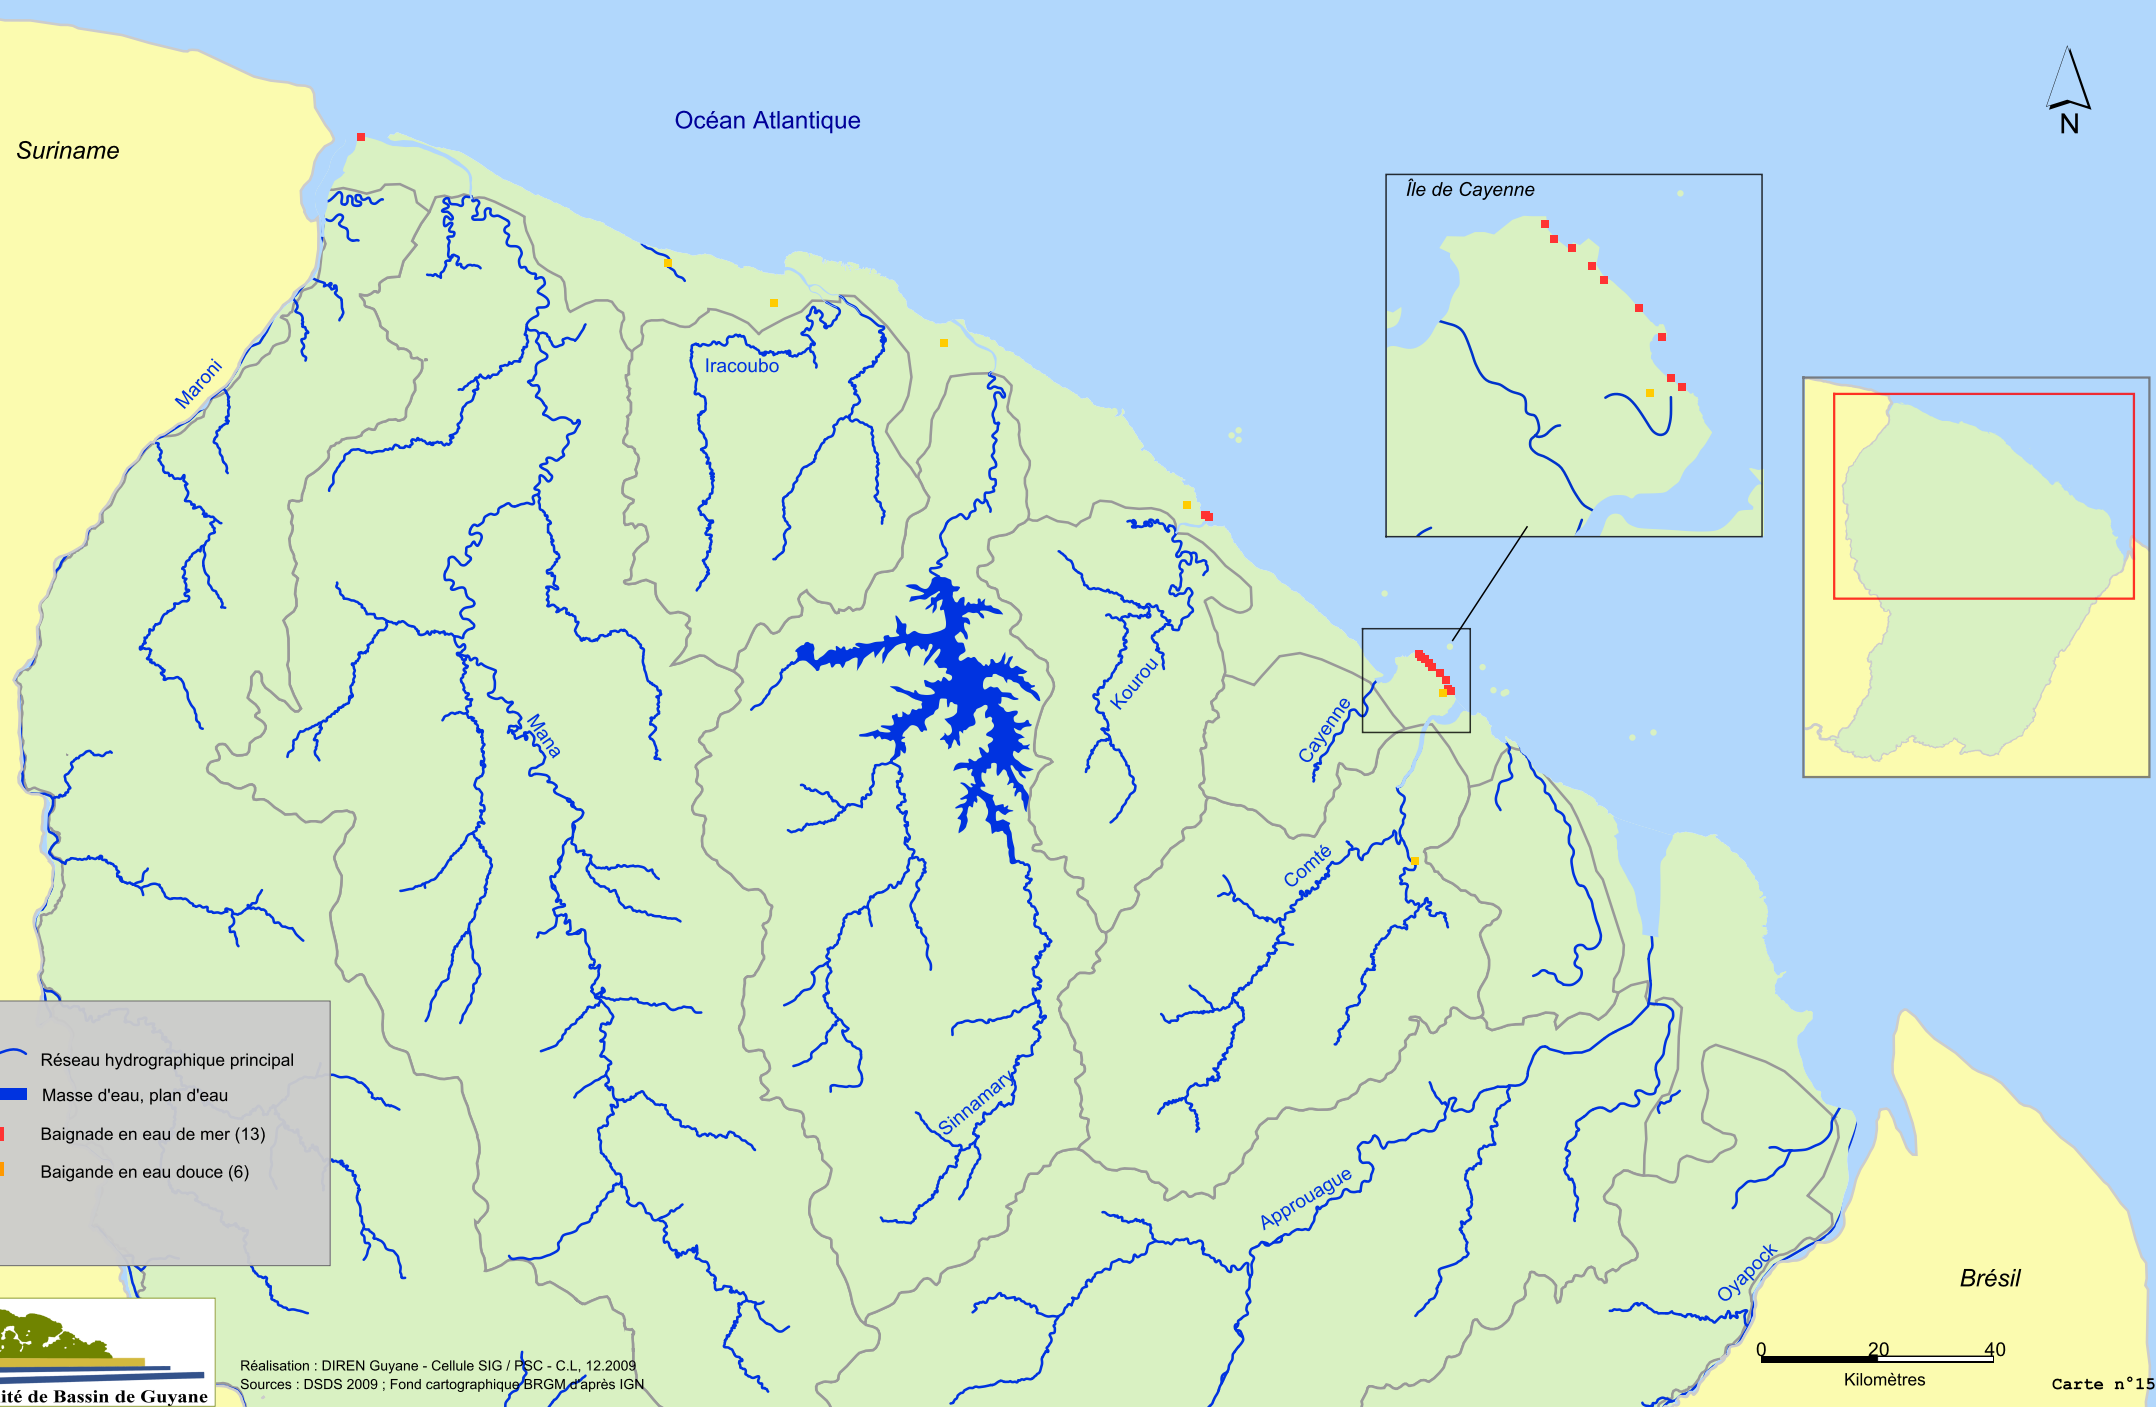 Océan Atlantique
Suriname
N
Île de Cayenne
Maroni
Iracoubo
Kourou
Cayenne
Mana
Comté
Sinnamary
Approuague
Oyapock
Brésil
Réseau hydrographique principal
Masse d'eau, plan d'eau
Baignade en eau de mer (13)
Baigande en eau douce (6)
0 20 40
Kilomètres
Réalisation : DIREN Guyane - Cellule SIG / PSC - C.L, 12.2009
Sources : DSDS 2009 ; Fond cartographique BRGM d'après IGN
ité de Bassin de Guyane
Carte n°15